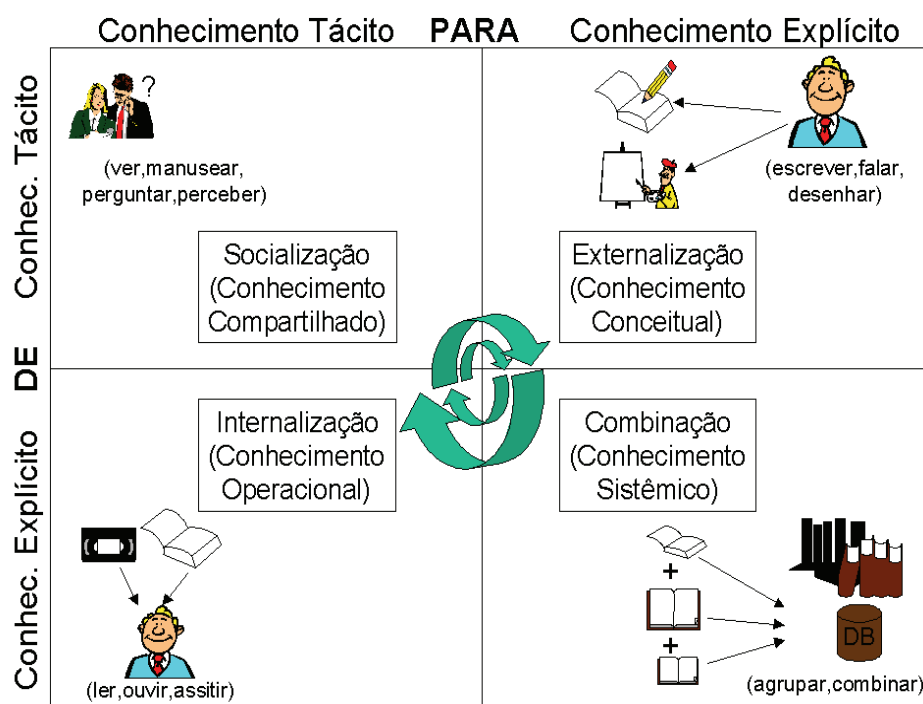 Conhecimento Tácito PARA Conhecimento Explícito
DE
Conhec. Tácito
?
(ver,manusear,
perguntar,perceber)
Socialização
(Conhecimento
Compartilhado)
(escrever,falar,
desenhar)
Externalização
(Conhecimento
Conceitual)
Conhec. Explícito
Internalização
(Conhecimento
Operacional)
(ler,ouvir,assitir)
Combinação
(Conhecimento
Sistêmico)
+
+
DB
(agrupar,combinar)